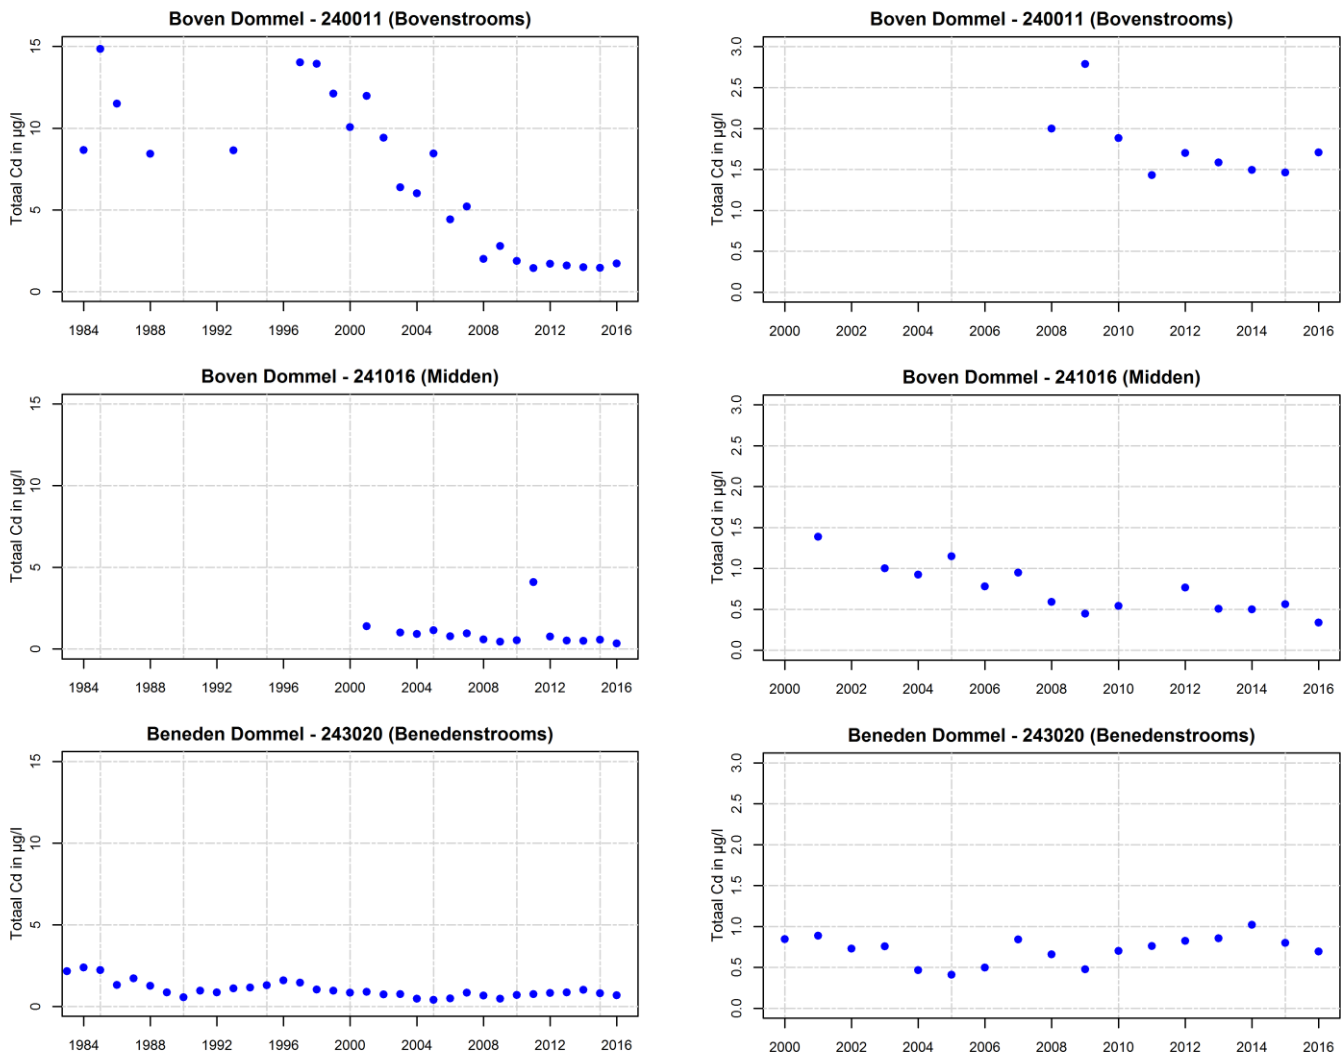 Boven Dommel - 240011 (Bovenstrooms)
Totaal Cd in µg/l
15
10
5
0
1984 1988 1992 1996 2000 2004 2008 2012 2016
Boven Dommel - 240011 (Bovenstrooms)
Totaal Cd in µg/l
3.0
2.5
2.0
1.5
1.0
0.5
0.0
2000 2002 2004 2006 2008 2010 2012 2014 2016
Boven Dommel - 241016 (Midden)
Totaal Cd in µg/l
15
10
5
0
1984 1988 1992 1996 2000 2004 2008 2012 2016
Boven Dommel - 241016 (Midden)
Totaal Cd in µg/l
3.0
2.5
2.0
1.5
1.0
0.5
0.0
2000 2002 2004 2006 2008 2010 2012 2014 2016
Beneden Dommel - 243020 (Benedenstrooms)
Totaal Cd in µg/l
15
10
5
0
1984 1988 1992 1996 2000 2004 2008 2012 2016
Beneden Dommel - 243020 (Benedenstrooms)
Totaal Cd in µg/l
3.0
2.5
2.0
1.5
1.0
0.5
0.0
2000 2002 2004 2006 2008 2010 2012 2014 2016